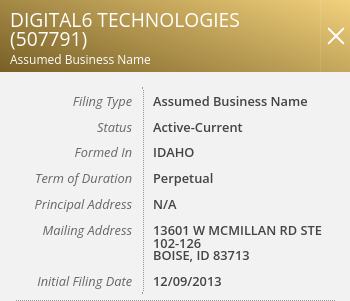 DIGITAL6 TECHNOLOGIES
(507791)
Assumed Business Name
Filing Type Assumed Business Name
Status Active-Current
Formed In IDAHO
Term of Duration Perpetual
Principal Address N/A
Mailing Address 13601 W MCMILLAN RD STE
102-126
BOISE, ID 83713
Initial Filing Date 12/09/2013